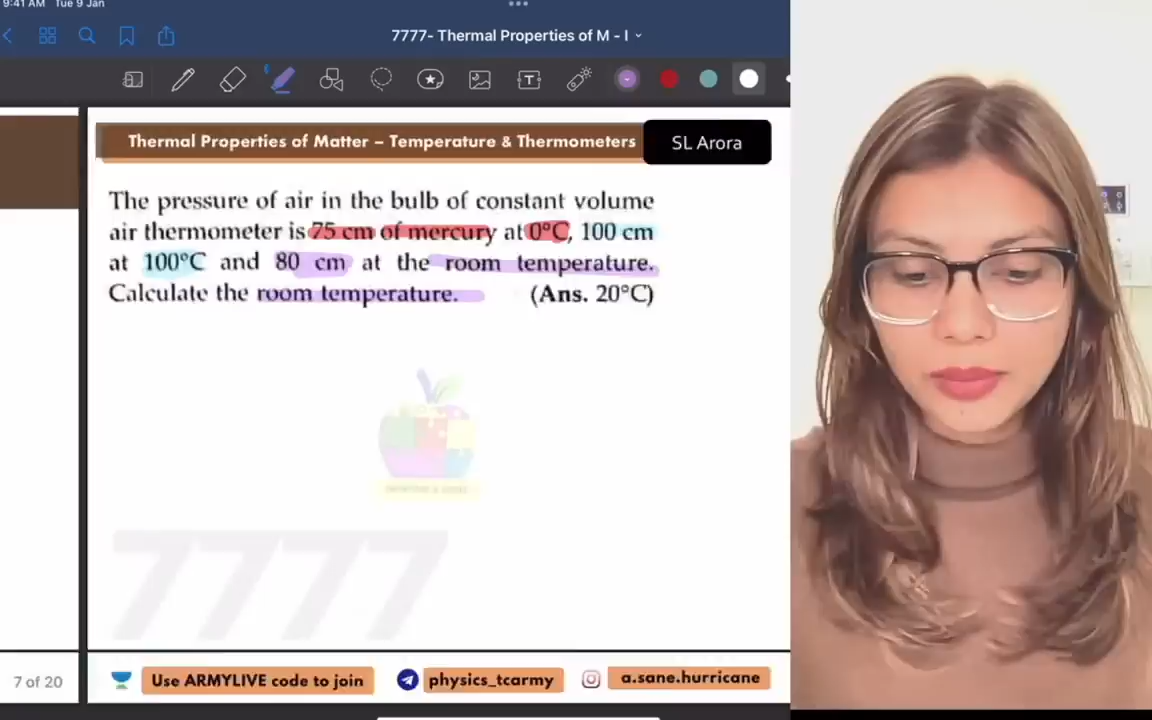 9:41 AM Tue 9 Jan
7777- Thermal Properties of M - I
Thermal Properties of Matter – Temperature & Thermometers
SL Arora
The pressure of air in the bulb of constant volume
air thermometer is 75 cm of mercury at 0°C, 100 cm
at 100°C and 80 cm at the room temperature.
Calculate the room temperature. (Ans. 20°C)
7777
7 of 20
Use ARMYLIVE code to join
physics_tcarmy
a.sane.hurricane